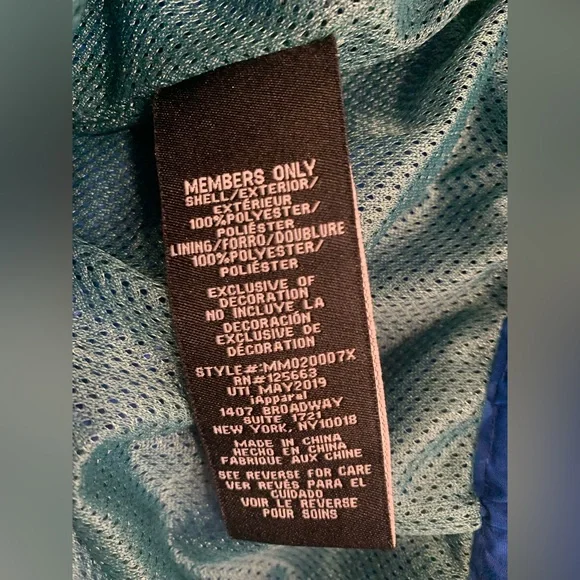 MEMBERS ONLY
SHELL/EXTERIOR/
EXTÉRIEUR
100%POLYESTER/
POLIÉSTER
LINING/FORRO/DOUBLURE
100%POLYESTER/
POLIÉSTER
EXCLUSIVE OF
DECORATION
NO INCLUYE LA
DECORACIÓN
EXCLUSIVE DE
DÉCORATION
STYLE#:MM020007X
RN#125663
UTI MAY2019
iApparel
1407 BROADWAY
SUITE 1721
NEW YORK, NY10018
MADE IN CHINA
HECHO EN CHINA
FABRIQUE AUX CHINE
SEE REVERSE FOR CARE
VER REVÉS PARA EL
CUIDADO
VOIR LE REVERSE
POUR SOINS